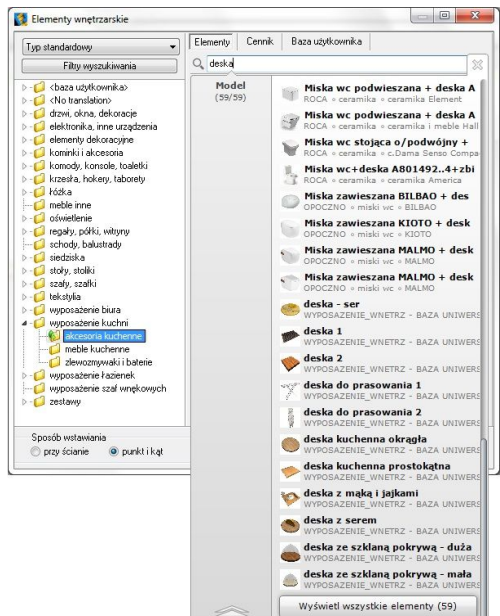 Elementy wnętrzarskie
Typ standardowy
Filtry wyszukiwania
<baza użytkownika>
<No translation>
drzwi, okna, dekoracje
elektronika, inne urządzenia
elementy dekoracyjne
kominki i akcesoria
komody, konsole, toaletki
krzesła, hokery, taborety
łóżka
meble inne
oświetlenie
regały, półki, witryny
schody, balustrady
siedziska
stoły, stoliki
szafy, szafki
tekstylia
wyposażenie biura
wyposażenie kuchni
akcesoria kuchenne
meble kuchenne
zlewozmywaki i baterie
wyposażenie łazienek
wyposażenie szaf wnękowych
zestawy
Sposób wstawiania
przy ścianie punkt i kąt
Elementy Cennik Baza użytkownika
deska
Model
(59/59)
Miska wc podwieszana + deska A
ROCA » ceramika » ceramika Element
Miska wc podwieszana + deska A
ROCA » ceramika » ceramika i meble Hall
Miska wc stojąca o/podwójny +
ROCA » ceramika » c.Dama Senso Compa
Miska wc+deska A801492..4+zbi
ROCA » ceramika » ceramika America
Miska zawieszana BILBAO + des
OPOCZNO » miski wc » BILBAO
Miska zawieszana KIOTO + desk
OPOCZNO » miski wc » KIOTO
Miska zawieszana MALMO + desk
OPOCZNO » miski wc » MALMO
Miska zawieszana MALMO + desk
OPOCZNO » miski wc » MALMO
deska - ser
WYPOSAZENIE_WNETRZ - BAZA UNIWERS
deska 1
WYPOSAZENIE_WNETRZ - BAZA UNIWERS
deska 2
WYPOSAZENIE_WNETRZ - BAZA UNIWERS
deska do prasowania 1
WYPOSAZENIE_WNETRZ - BAZA UNIWERS
deska do prasowania 2
WYPOSAZENIE_WNETRZ - BAZA UNIWERS
deska kuchenna okrągła
WYPOSAZENIE_WNETRZ - BAZA UNIWERS
deska kuchenna prostokątna
WYPOSAZENIE_WNETRZ - BAZA UNIWERS
deska z mąką i jajkami
WYPOSAZENIE_WNETRZ - BAZA UNIWERS
deska z serem
WYPOSAZENIE_WNETRZ - BAZA UNIWERS
deska ze szklaną pokrywą - duża
WYPOSAZENIE_WNETRZ - BAZA UNIWERS
deska ze szklaną pokrywą - mała
WYPOSAZENIE_WNETRZ - BAZA UNIWERS
Wyświetl wszystkie elementy (59)